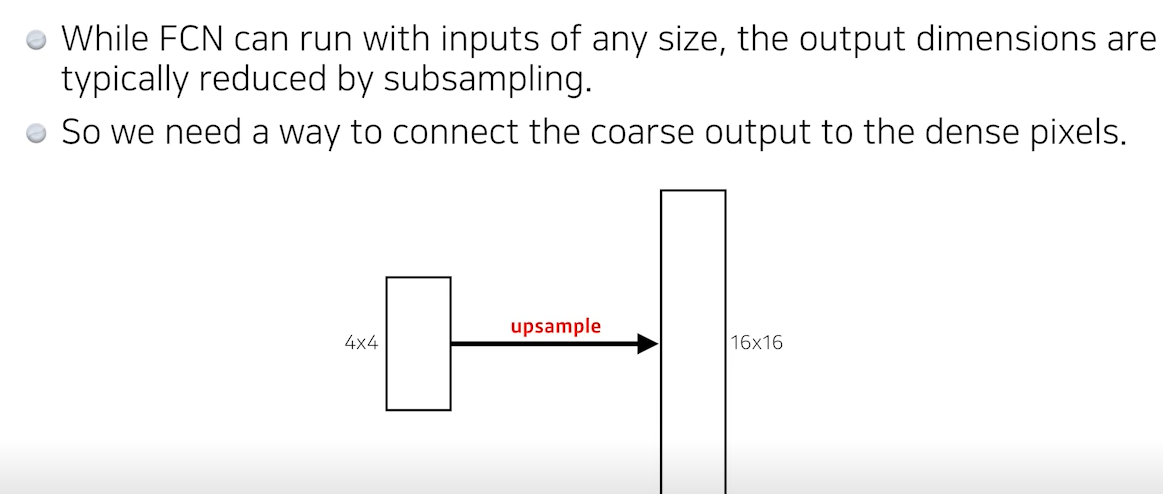 While FCN can run with inputs of any size, the output dimensions are
typically reduced by subsampling.
So we need a way to connect the coarse output to the dense pixels.
upsample
4x4
16x16